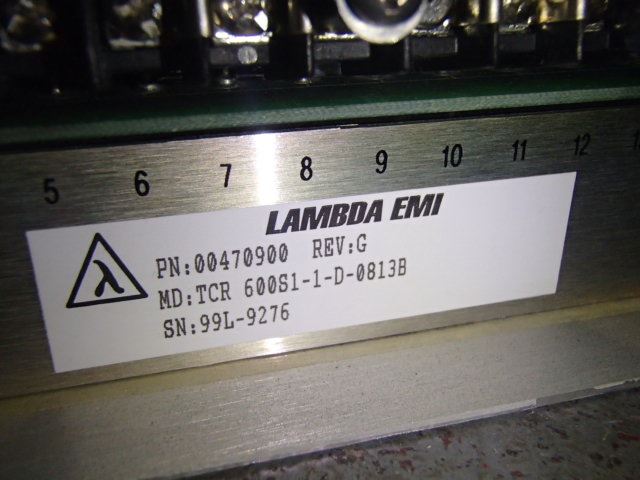 5 6 7 8 9 10 11 12
LAMBDA EMI
PN:00470900 REV:G
MD:TCR 600S1-1-D-0813B
SN:99L-9276